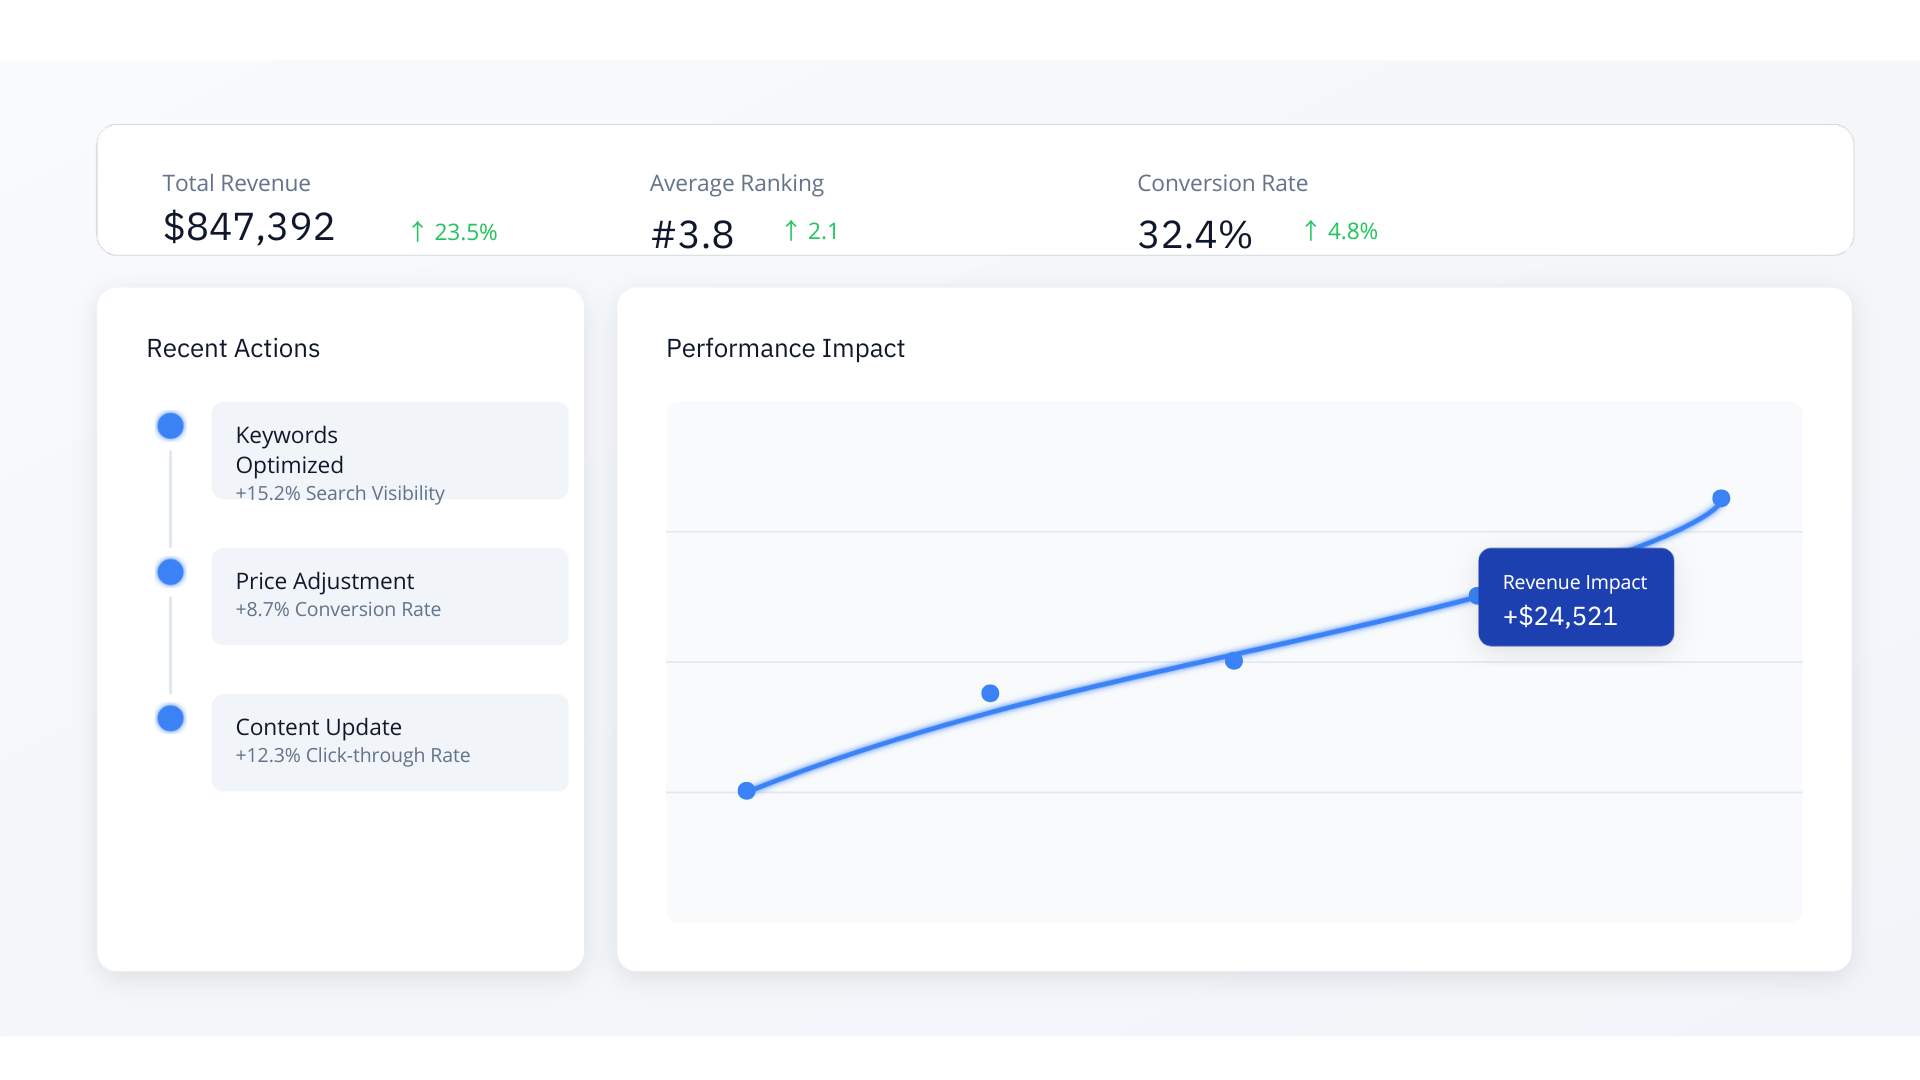 Total Revenue
$847,392
↑ 23.5%
Average Ranking
#3.8
↑ 2.1
Conversion Rate
32.4%
↑ 4.8%
Recent Actions
Keywords
Optimized
+15.2% Search Visibility
Price Adjustment
+8.7% Conversion Rate
Content Update
+12.3% Click-through Rate
Performance Impact
Revenue Impact
+$24,521